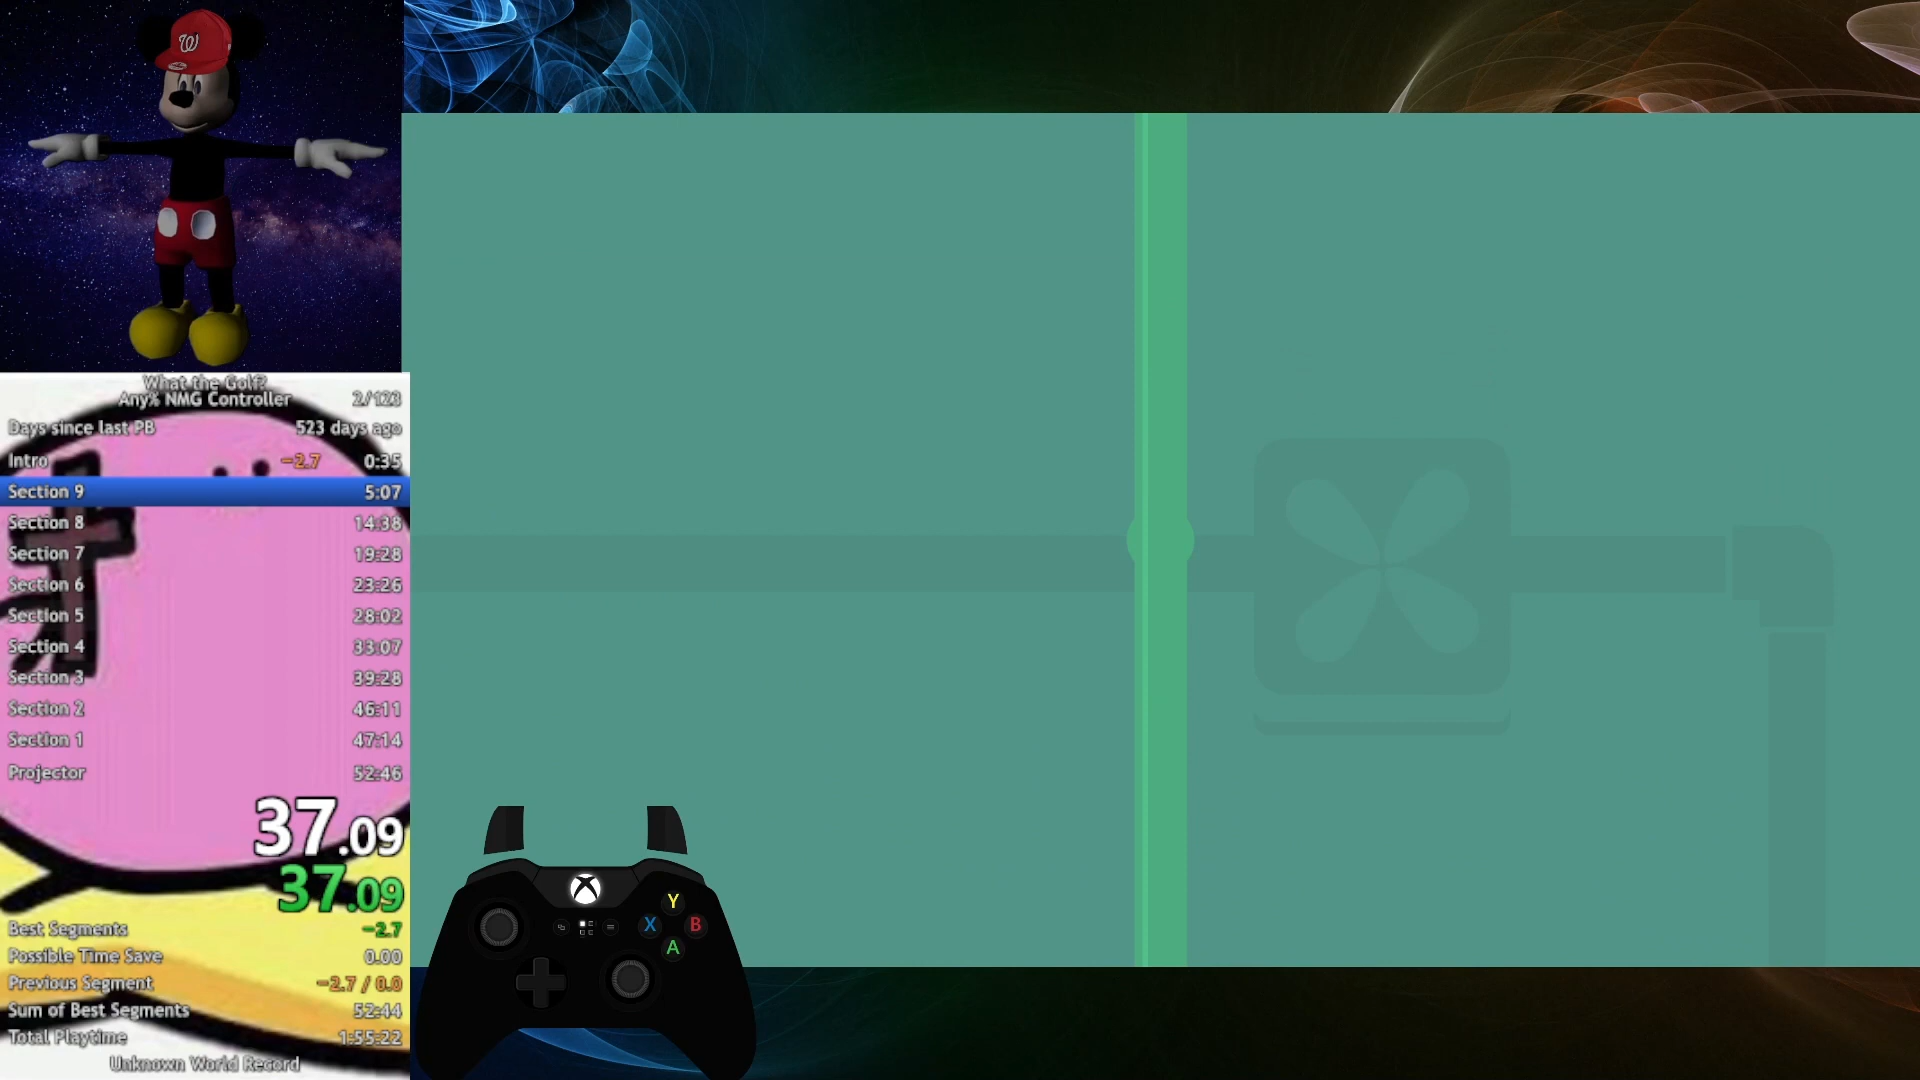 W
What the Golf?
Any% NMG Controller 2/123
Days since last PB 523 days ago
Intro -2.7 0:35
Section 9 5:07
Section 8 14:38
Section 7 19:28
Section 6 23:26
Section 5 28:02
Section 4 33:07
Section 3 39:28
Section 2 46:11
Section 1 47:14
Projector 52:46
37.09
37.09
Best Segments -2.7
Possible Time Save 0.00
Previous Segment -2.7 / 0.0
Sum of Best Segments 52:44
Total Playtime 1:55:22
Unknown World Record
Y
X B
A